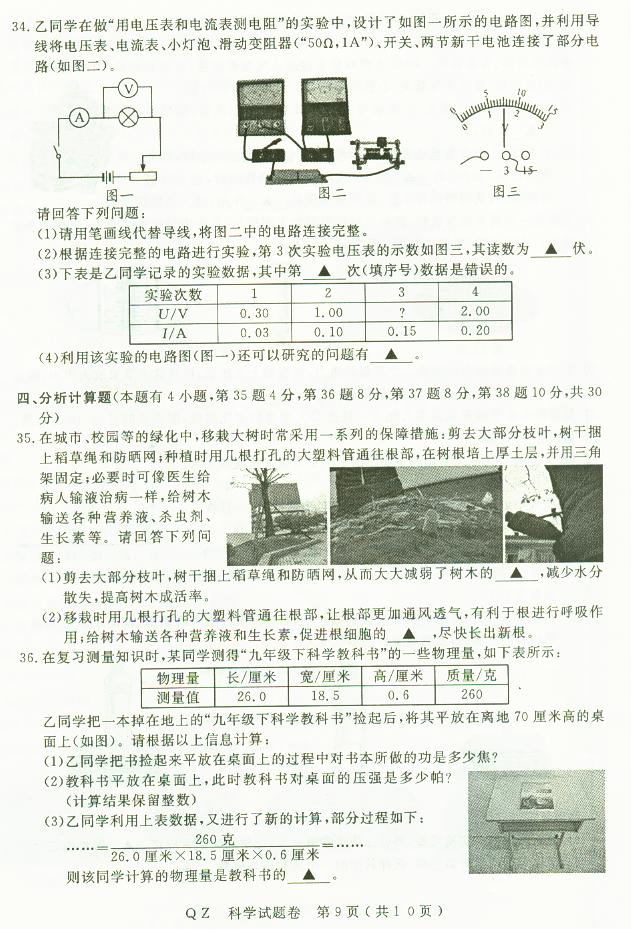 34.乙同学在做“用电压表和电流表测电阻”的实验中,设计了如图一所示的电路图,并利用导
线将电压表、电流表、小灯泡、滑动变阻器(“50Ω,1A”)、开关、两节新干电池连接了部分电
路(如图二)。
V
A
0 5 10 15
0 1 2 3
V
— 3 15
图一 图二 图三
请回答下列问题:
(1)请用笔画线代替导线,将图二中的电路连接完整。
(2)根据连接完整的电路进行实验,第3次实验电压表的示数如图三,其读数为 ▲ 伏。
(3)下表是乙同学记录的实验数据,其中第 ▲ 次(填序号)数据是错误的。
实验次数 1 2 3 4
U/V 0.30 1.00 ? 2.00
I/A 0.03 0.10 0.15 0.20
(4)利用该实验的电路图(图一)还可以研究的问题有 ▲ 。
四、分析计算题(本题有4小题,第35题4分,第36题8分,第37题8分,第38题10分,共30
分)
35.在城市、校园等的绿化中,移栽大树时常采用一系列的保障措施:剪去大部分枝叶,树干捆
上稻草绳和防晒网;种植时用几根打孔的大塑料管通往根部,在树根培上厚土层,并用三角
架固定;必要时可像医生给
病人输液治病一样,给树木
输送各种营养液、杀虫剂、
生长素等。请回答下列问
题:
(1)剪去大部分枝叶,树干捆上稻草绳和防晒网,从而大大减弱了树木的 ▲ ,减少水分
散失,提高树木成活率。
(2)移栽时用几根打孔的大塑料管通往根部,让根部更加通风透气,有利于根进行呼吸作
用;给树木输送各种营养液和生长素,促进根细胞的 ▲ ,尽快长出新根。
36.在复习测量知识时,某同学测得“九年级下科学教科书”的一些物理量,如下表所示:
物理量 长/厘米 宽/厘米 高/厘米 质量/克
测量值 26.0 18.5 0.6 260
乙同学把一本掉在地上的“九年级下科学教科书”捡起后,将其平放在离地70厘米高的桌
面上(如图)。请根据以上信息计算:
(1)乙同学把书捡起来平放在桌面上的过程中对书本所做的功是多少焦?
(2)教科书平放在桌面上,此时教科书对桌面的压强是多少帕?
(计算结果保留整数)
(3)乙同学利用上表数据,又进行了新的计算,部分过程如下:
260克
……=————————=……
26.0厘米×18.5厘米×0.6厘米
则该同学计算的物理量是教科书的 ▲ 。
QZ 科学试题卷 第9页(共10页)